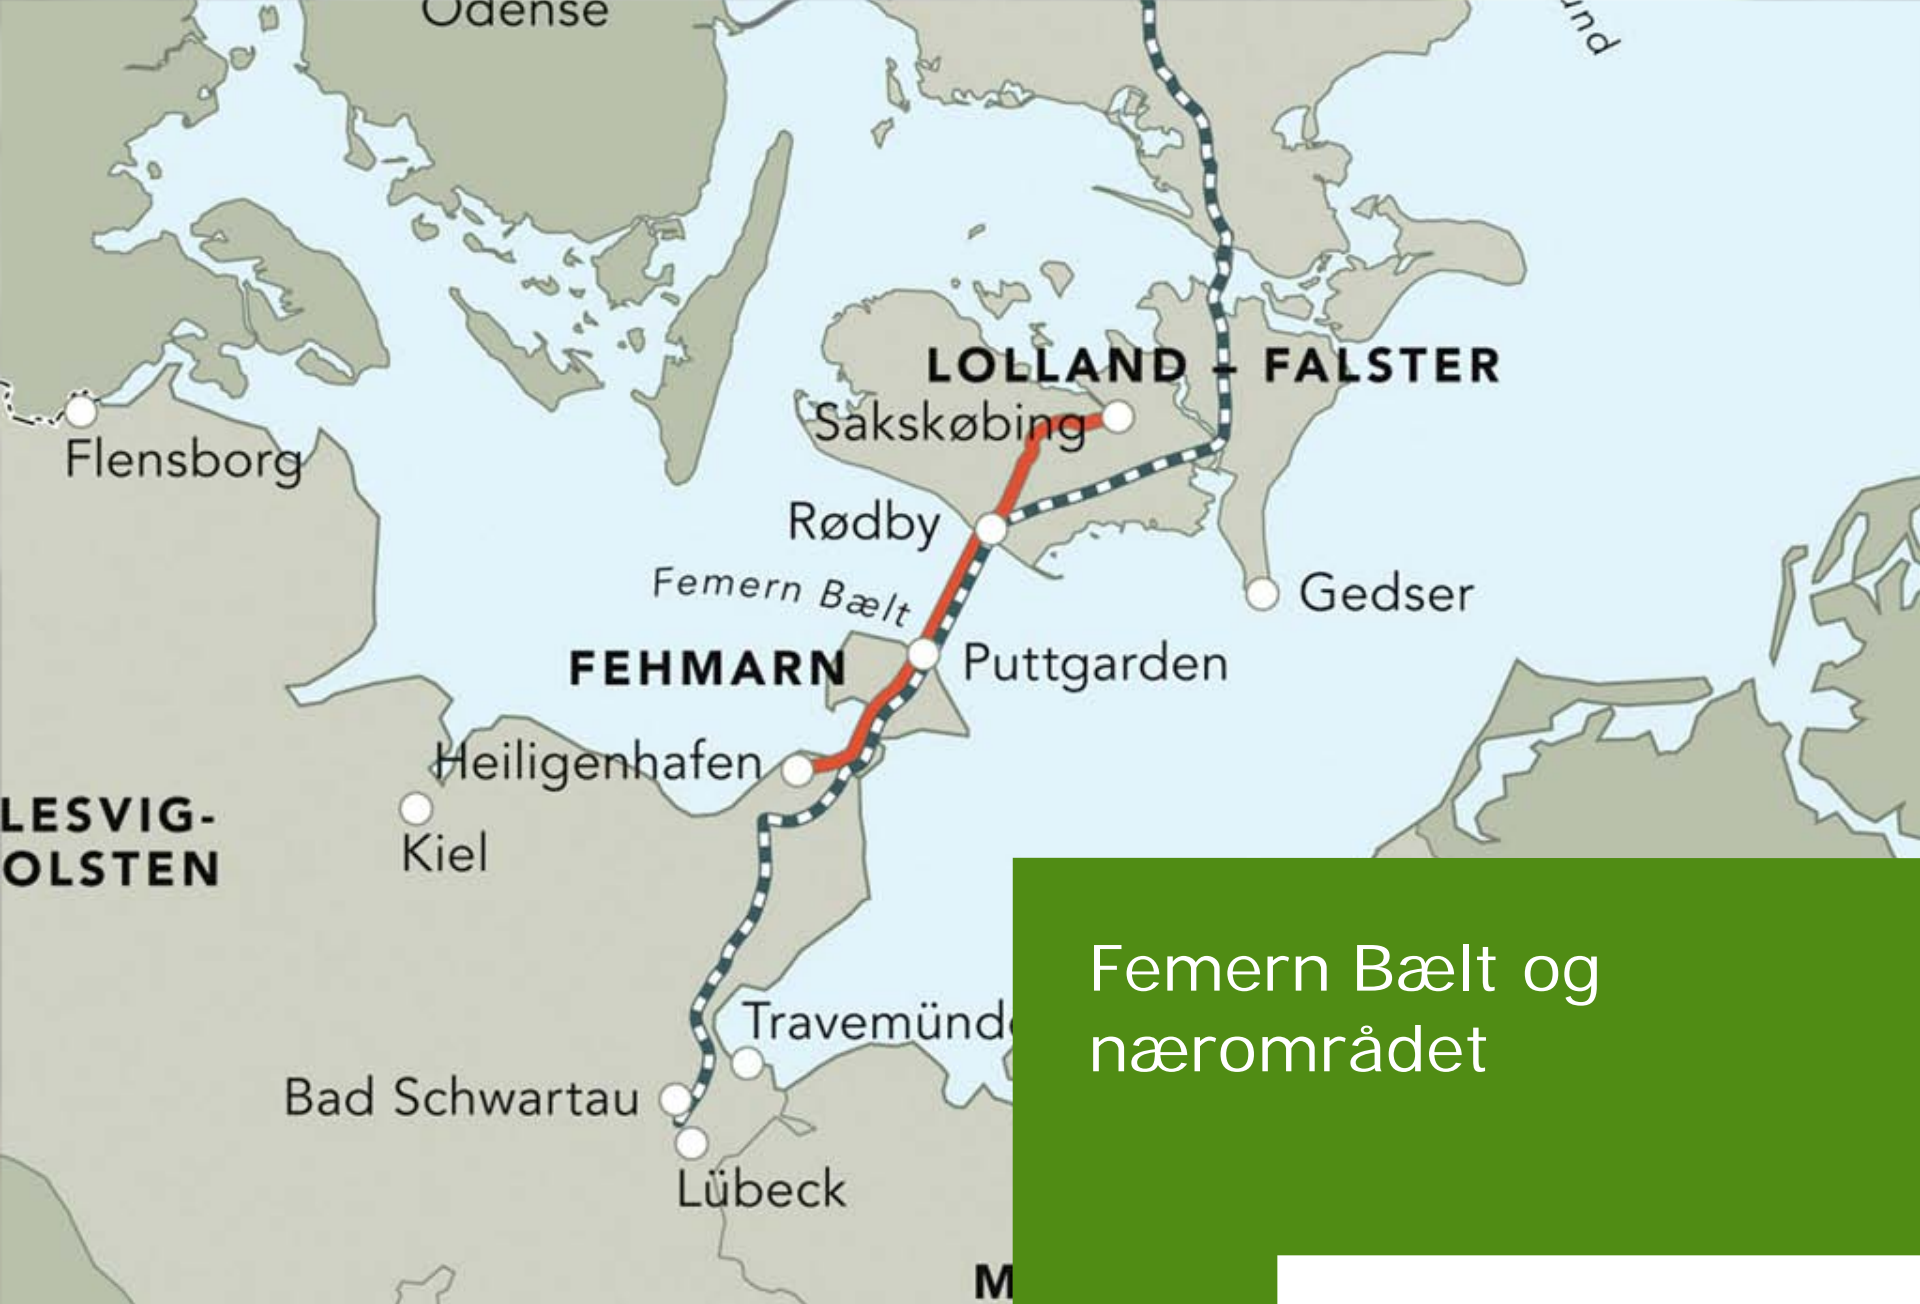 Odense
und
LOLLAND – FALSTER
Sakskøbing
Flensborg
Rødby
Femern Bælt
Gedser
FEHMARN
Puttgarden
Heiligenhafen
LESVIG-
OLSTEN
Kiel
Femern Bælt og
nærområdet
Travemünd
Bad Schwartau
Lübeck
M